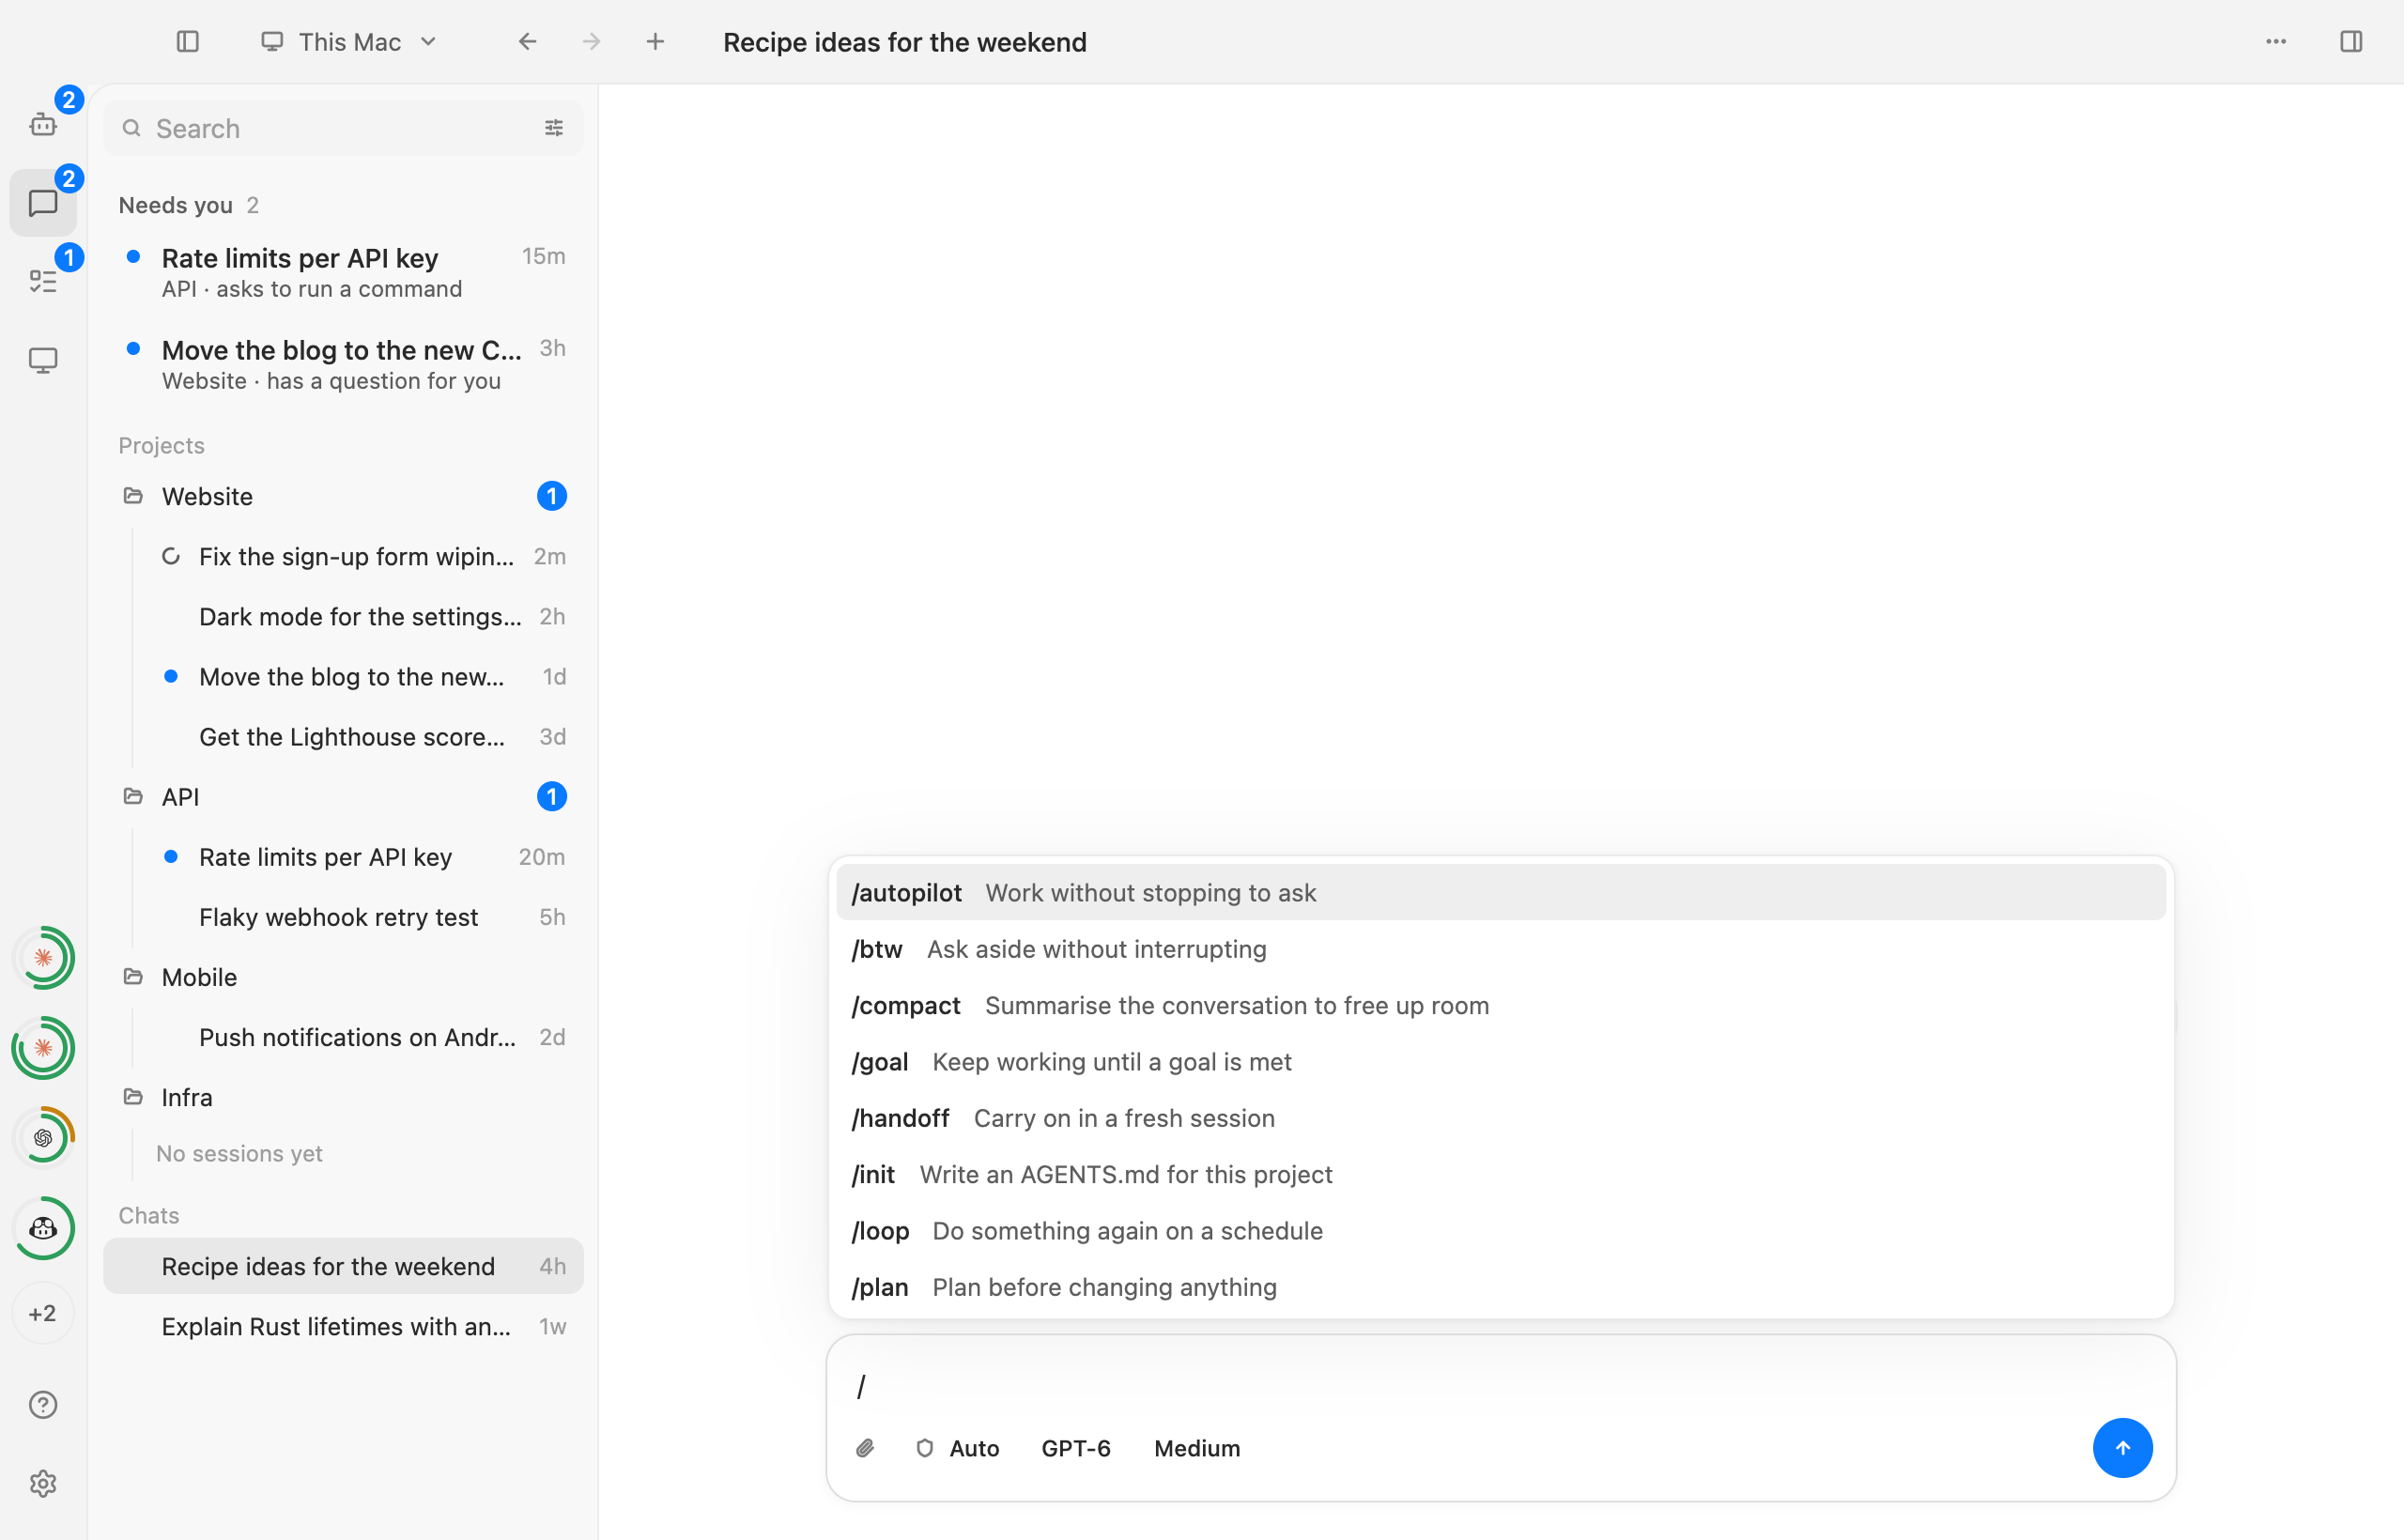 This Mac
Recipe ideas for the weekend
2
2
1
+2
Search
Needs you 2
Rate limits per API key 15m
API · asks to run a command
Move the blog to the new C... 3h
Website · has a question for you
Projects
Website 1
Fix the sign-up form wipin... 2m
Dark mode for the settings... 2h
Move the blog to the new... 1d
Get the Lighthouse score... 3d
API 1
Rate limits per API key 20m
Flaky webhook retry test 5h
Mobile
Push notifications on Andr... 2d
Infra
No sessions yet
Chats
Recipe ideas for the weekend 4h
Explain Rust lifetimes with an... 1w
/autopilot Work without stopping to ask
/btw Ask aside without interrupting
/compact Summarise the conversation to free up room
/goal Keep working until a goal is met
/handoff Carry on in a fresh session
/init Write an AGENTS.md for this project
/loop Do something again on a schedule
/plan Plan before changing anything
/
Auto GPT-6 Medium